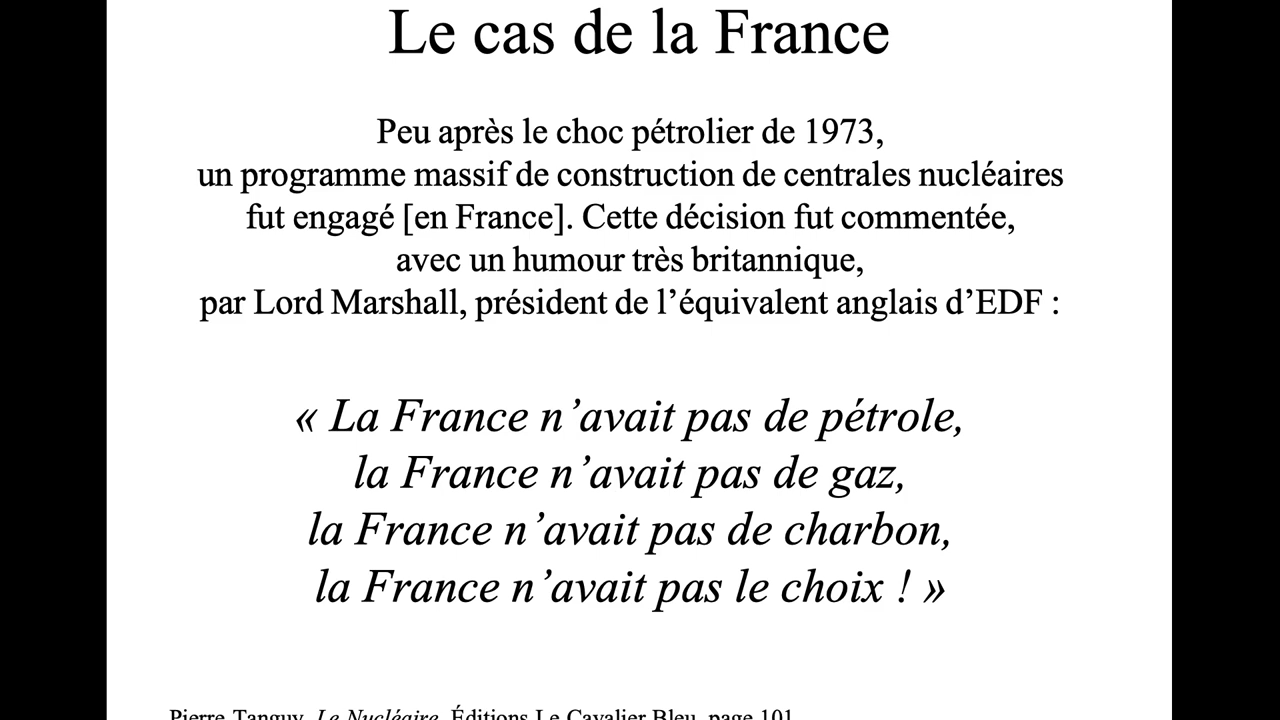 Le cas de la France
Peu après le choc pétrolier de 1973,
un programme massif de construction de centrales nucléaires
fut engagé [en France]. Cette décision fut commentée,
avec un humour très britannique,
par Lord Marshall, président de l’équivalent anglais d’EDF :
« La France n’avait pas de pétrole,
la France n’avait pas de gaz,
la France n’avait pas de charbon,
la France n’avait pas le choix ! »
Pierre Tanguy, Le Nucléaire, Éditions Le Cavalier Bleu, page 101